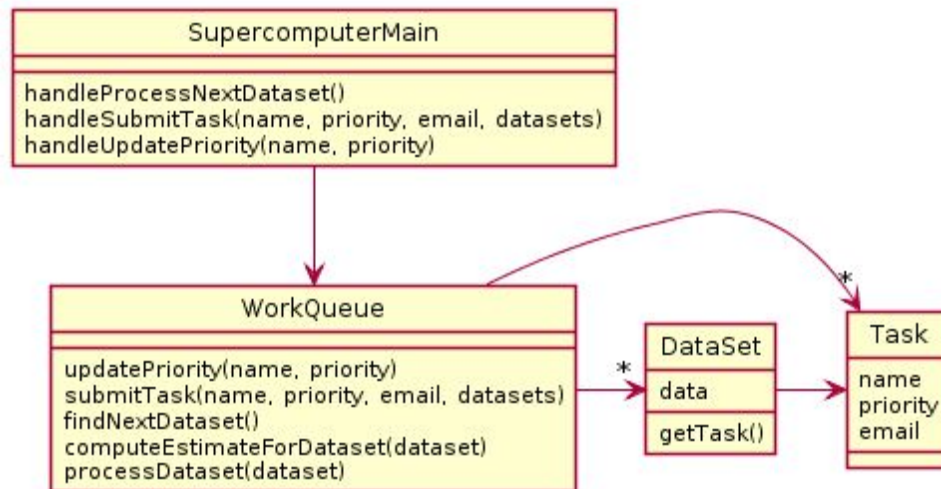 SupercomputerMain
handleProcessNextDataset()
handleSubmitTask(name, priority, email, datasets)
handleUpdatePriority(name, priority)
WorkQueue
updatePriority(name, priority)
submitTask(name, priority, email, datasets)
findNextDataset()
computeEstimateForDataset(dataset)
processDataset(dataset)
*
DataSet
data
getTask()
*
Task
name
priority
email